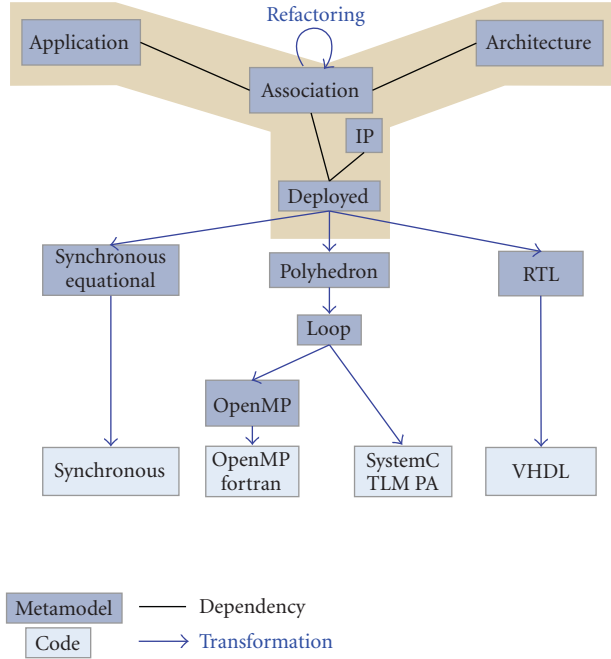 Refactoring
Application
Architecture
Association
IP
Deployed
Synchronous
equational
Polyhedron
RTL
Loop
OpenMP
Synchronous
OpenMP
fortran
SystemC
TLM PA
VHDL
Metamodel
Dependency
Code
Transformation